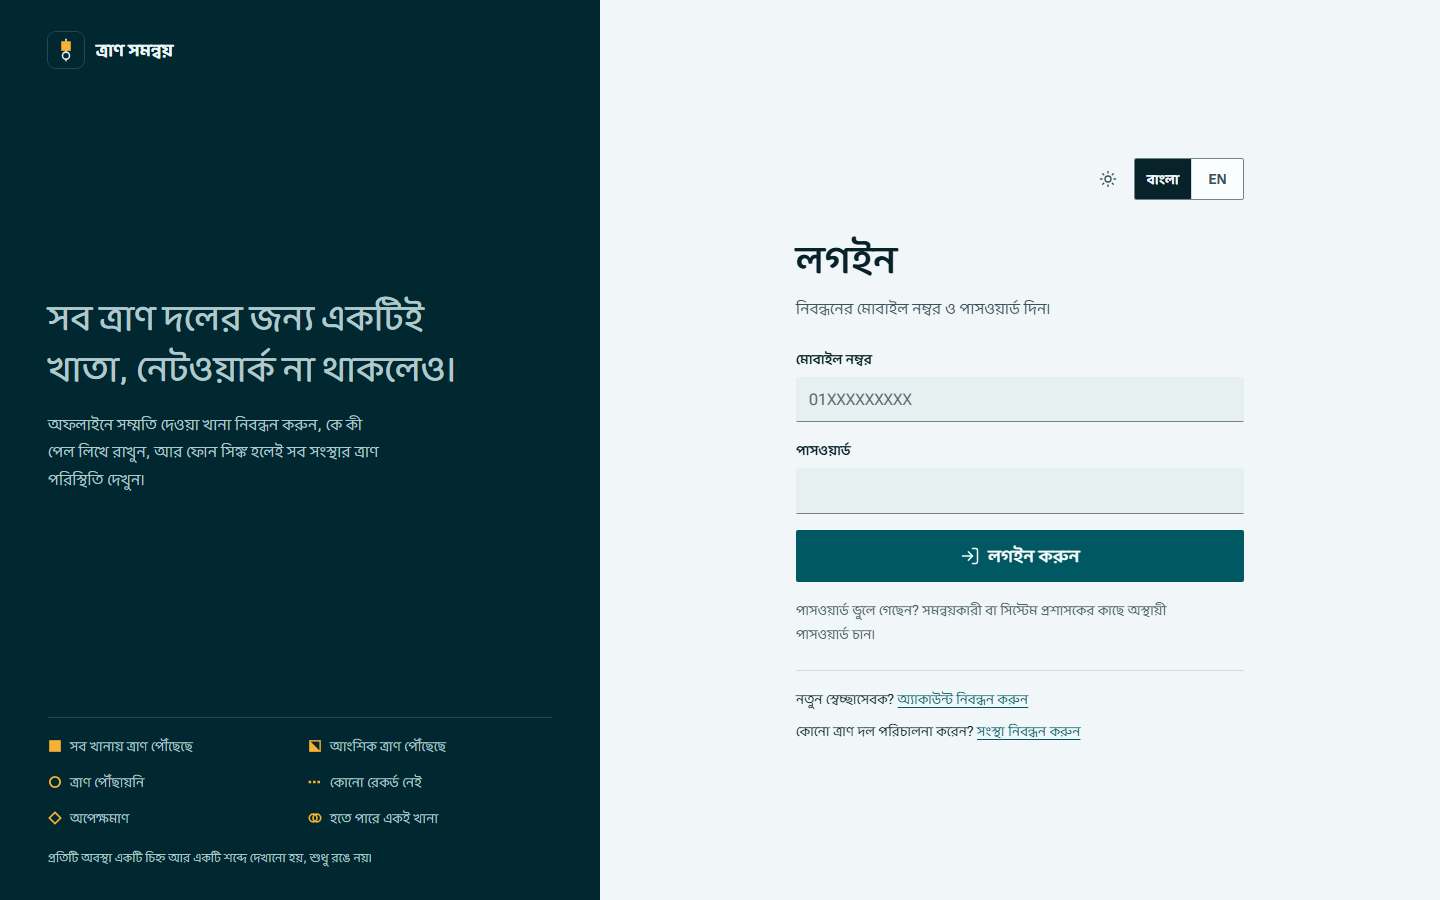 ত্রাণ সমন্বয়
সব ত্রাণ দলের জন্য একটিই
খাতা, নেটওয়ার্ক না থাকলেও।
অফলাইনে সম্মতি দেওয়া খানা নিবন্ধন করুন, কে কী
পেল লিখে রাখুন, আর ফোন সিঙ্ক হলেই সব সংস্থার ত্রাণ
পরিস্থিতি দেখুন।
সব খানায় ত্রাণ পৌঁছেছে
আংশিক ত্রাণ পৌঁছেছে
ত্রাণ পৌঁছায়নি
কোনো রেকর্ড নেই
অপেক্ষমাণ
হতে পারে একই খানা
প্রতিটি অবস্থা একটি চিহ্ন আর একটি শব্দে দেখানো হয়, শুধু রঙে নয়।
বাংলা
EN
লগইন
নিবন্ধনের মোবাইল নম্বর ও পাসওয়ার্ড দিন।
মোবাইল নম্বর
01XXXXXXXXX
পাসওয়ার্ড
লগইন করুন
পাসওয়ার্ড ভুলে গেছেন? সমন্বয়কারী বা সিস্টেম প্রশাসকের কাছে অস্থায়ী
পাসওয়ার্ড চান।
নতুন স্বেচ্ছাসেবক? অ্যাকাউন্ট নিবন্ধন করুন
কোনো ত্রাণ দল পরিচালনা করেন? সংস্থা নিবন্ধন করুন